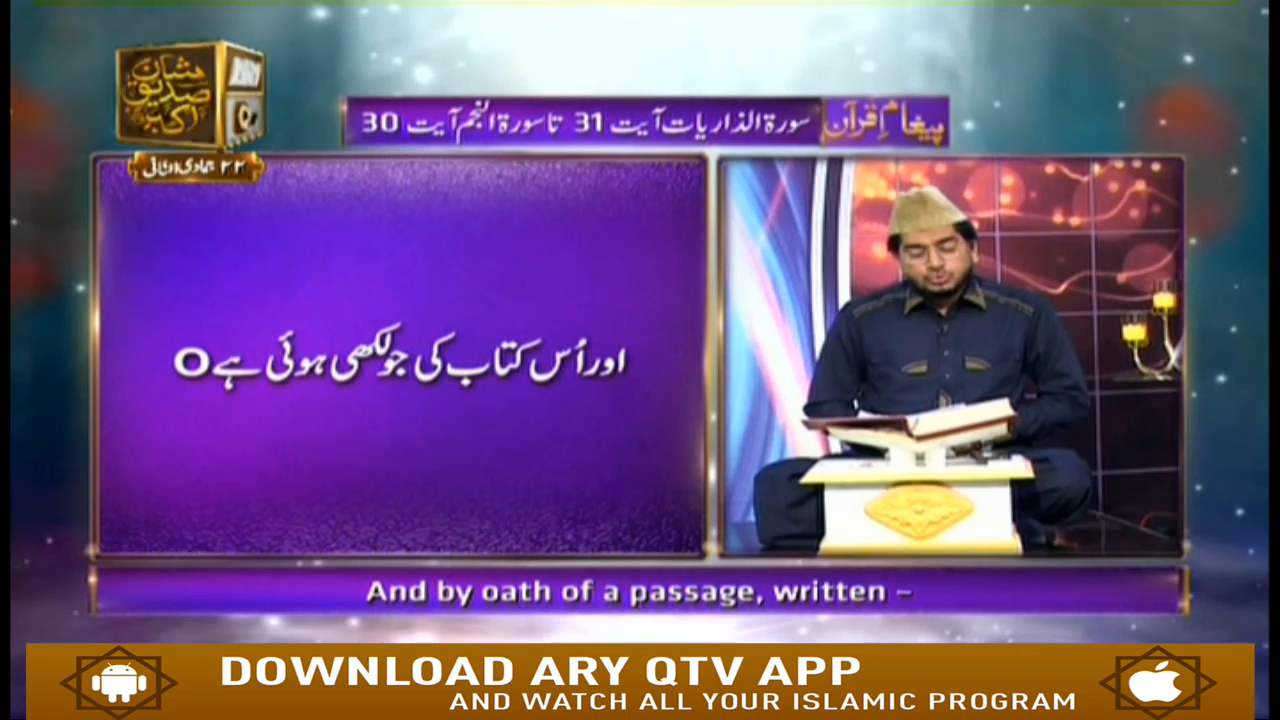 شان
صدیق
اکبر
ARY
Q
۲۲ جمادی الثانی
پیغامِ قرآن
سورۃ الذاریات آیت 31 تا سورۃ النجم آیت 30
اور اُس کتاب کی جو لکھی ہوئی ہےO
And by oath of a passage, written –
DOWNLOAD ARY QTV APP
AND WATCH ALL YOUR ISLAMIC PROGRAM